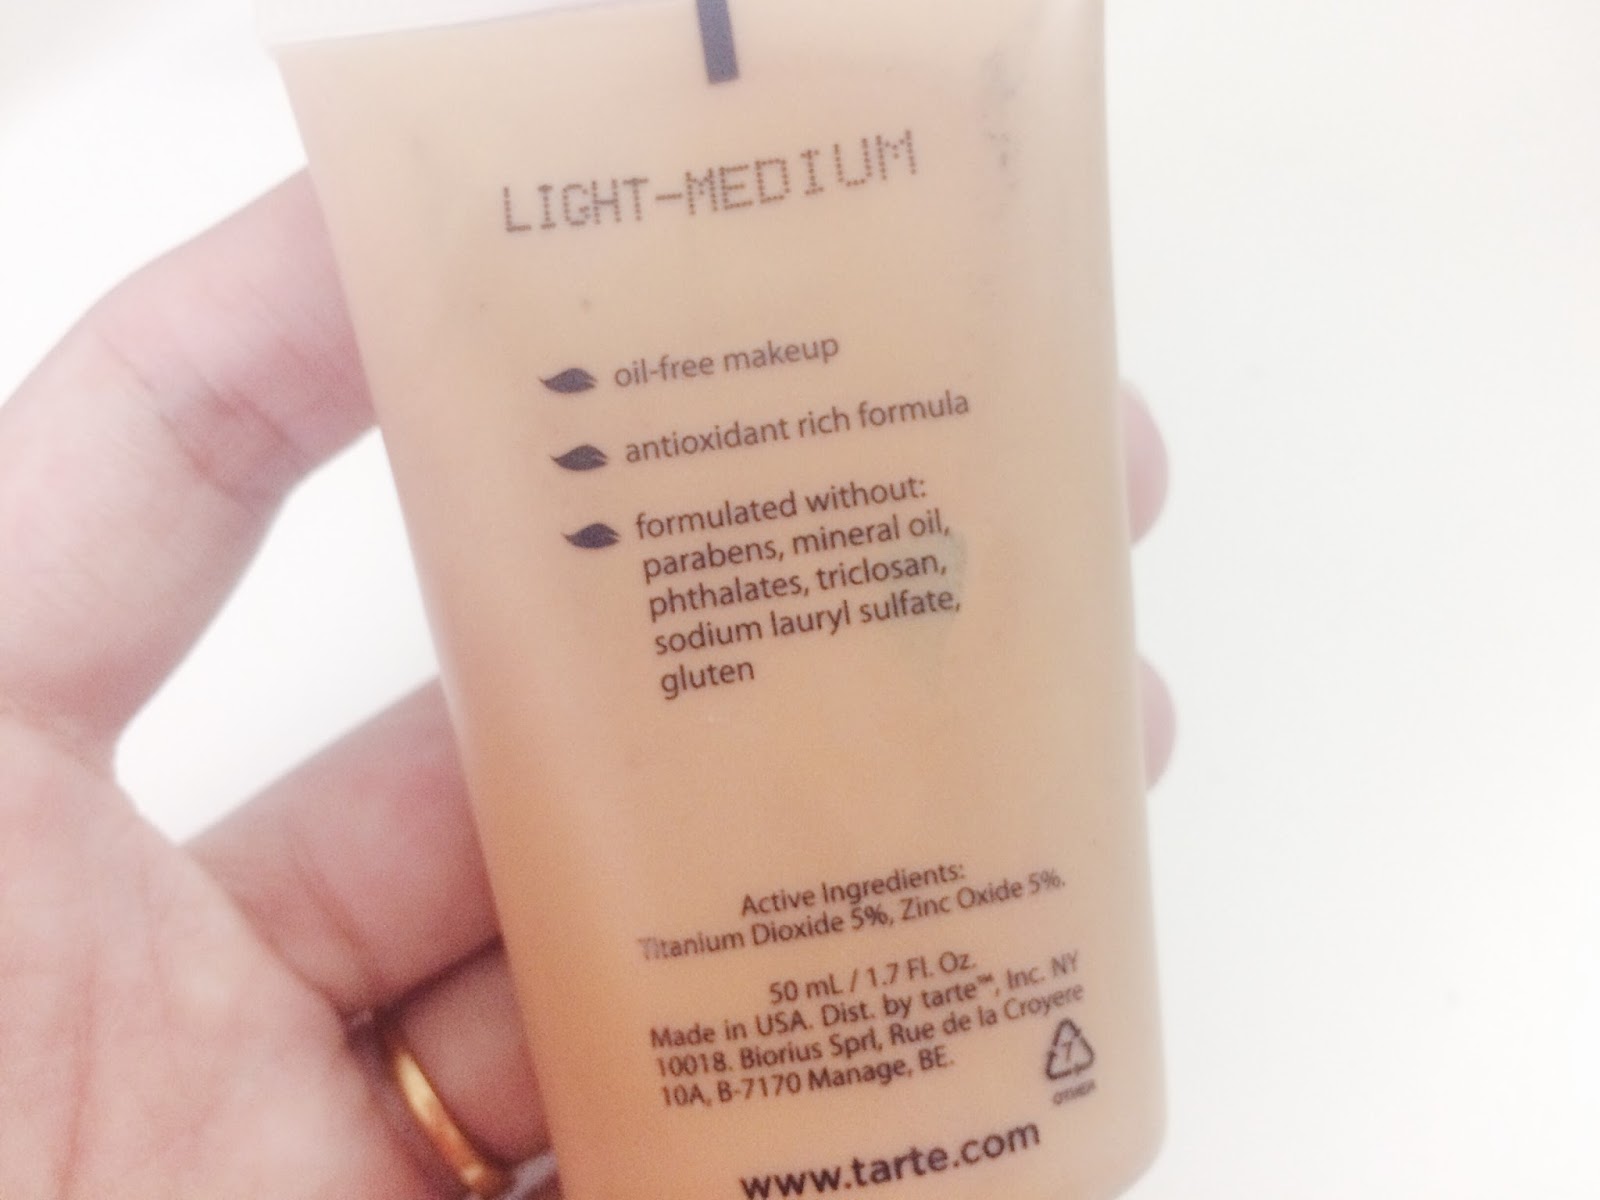 LIGHT-MEDIUM
oil-free makeup
antioxidant rich formula
formulated without:
parabens, mineral oil,
phthalates, triclosan,
sodium lauryl sulfate,
gluten
Active Ingredients:
Titanium Dioxide 5%, Zinc Oxide 5%.
50 mL / 1.7 Fl. Oz.
Made in USA. Dist. by tarte™, Inc. NY
10018. Biorius Sprl, Rue de la Croyere
10A, B-7170 Manage, BE.
7
OTHER
www.tarte.com